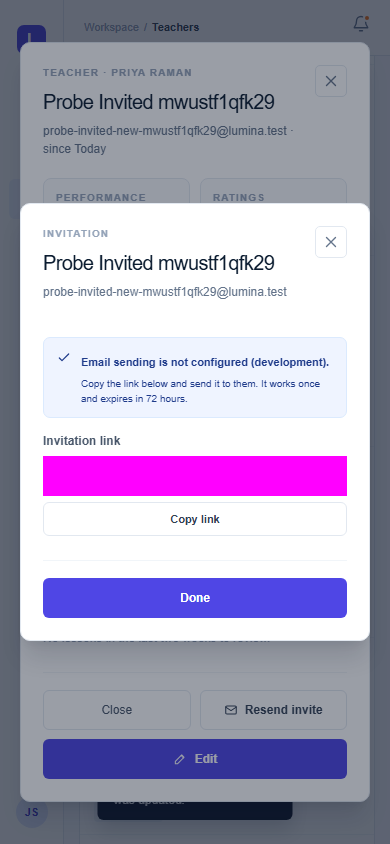 Workspace / Teachers
TEACHER · PRIYA RAMAN
Probe Invited mwustf1qfk29
probe-invited-new-mwustf1qfk29@lumina.test ·
since Today
PERFORMANCE
RATINGS
INVITATION
Probe Invited mwustf1qfk29
probe-invited-new-mwustf1qfk29@lumina.test
Email sending is not configured (development).
Copy the link below and send it to them. It works once
and expires in 72 hours.
Invitation link
Copy link
Done
Close
Resend invite
Edit
JS
was updated.